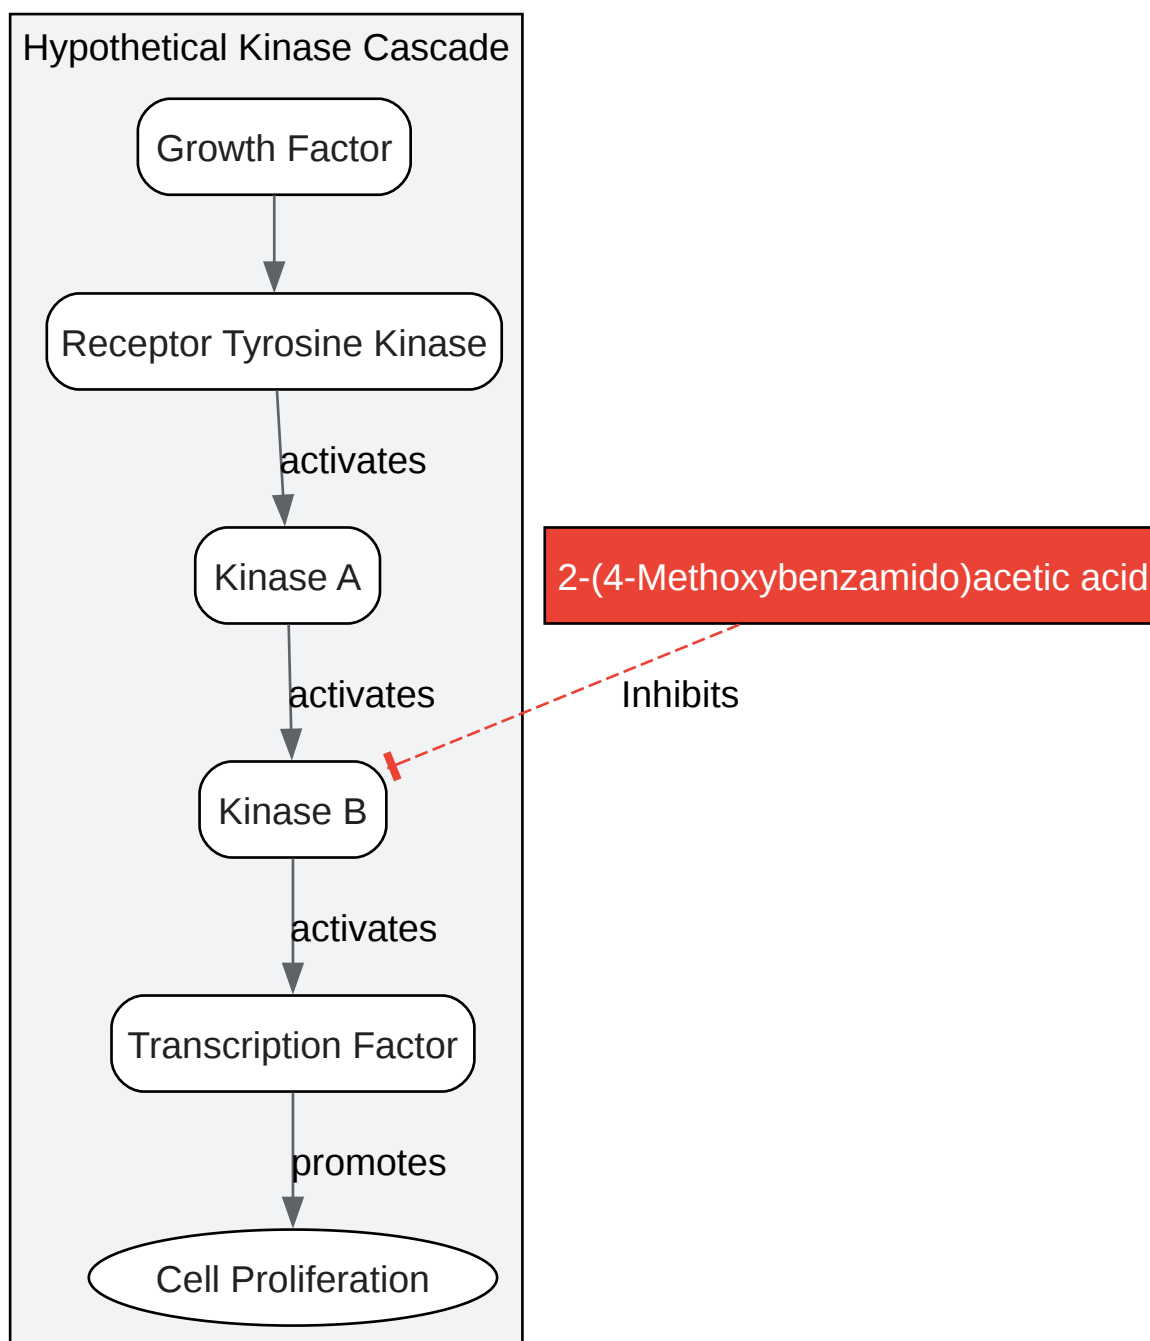 Hypothetical Kinase Cascade
Growth Factor
Receptor Tyrosine Kinase
activates
Kinase A
2-(4-Methoxybenzamido)acetic acid
activates
Inhibits
Kinase B
activates
Transcription Factor
promotes
Cell Proliferation